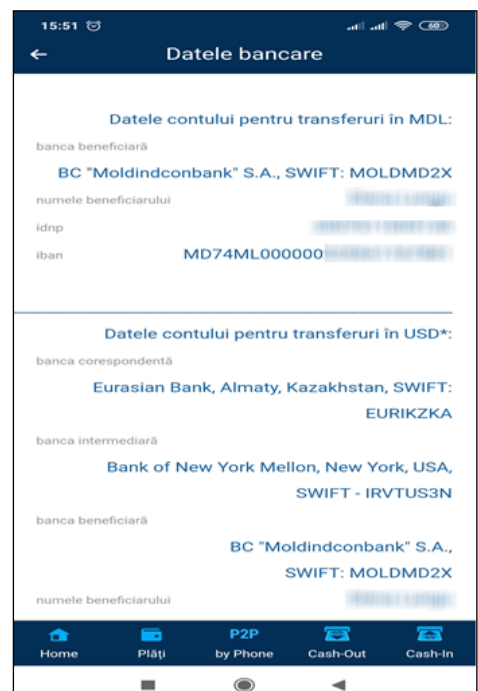 15:51
60
Datele bancare
Datele contului pentru transferuri în MDL:
banca beneficiară
BC "Moldindconbank" S.A., SWIFT: MOLDMD2X
numele beneficiarului
idnp
iban
MD74ML000000
Datele contului pentru transferuri în USD*:
banca corespondentă
Eurasian Bank, Almaty, Kazakhstan, SWIFT:
EURIKZKA
banca intermediară
Bank of New York Mellon, New York, USA,
SWIFT - IRVTUS3N
banca beneficiară
BC "Moldindconbank" S.A.,
SWIFT: MOLDMD2X
numele beneficiarului
Home
Plăți
P2P
by Phone
Cash-Out
Cash-In